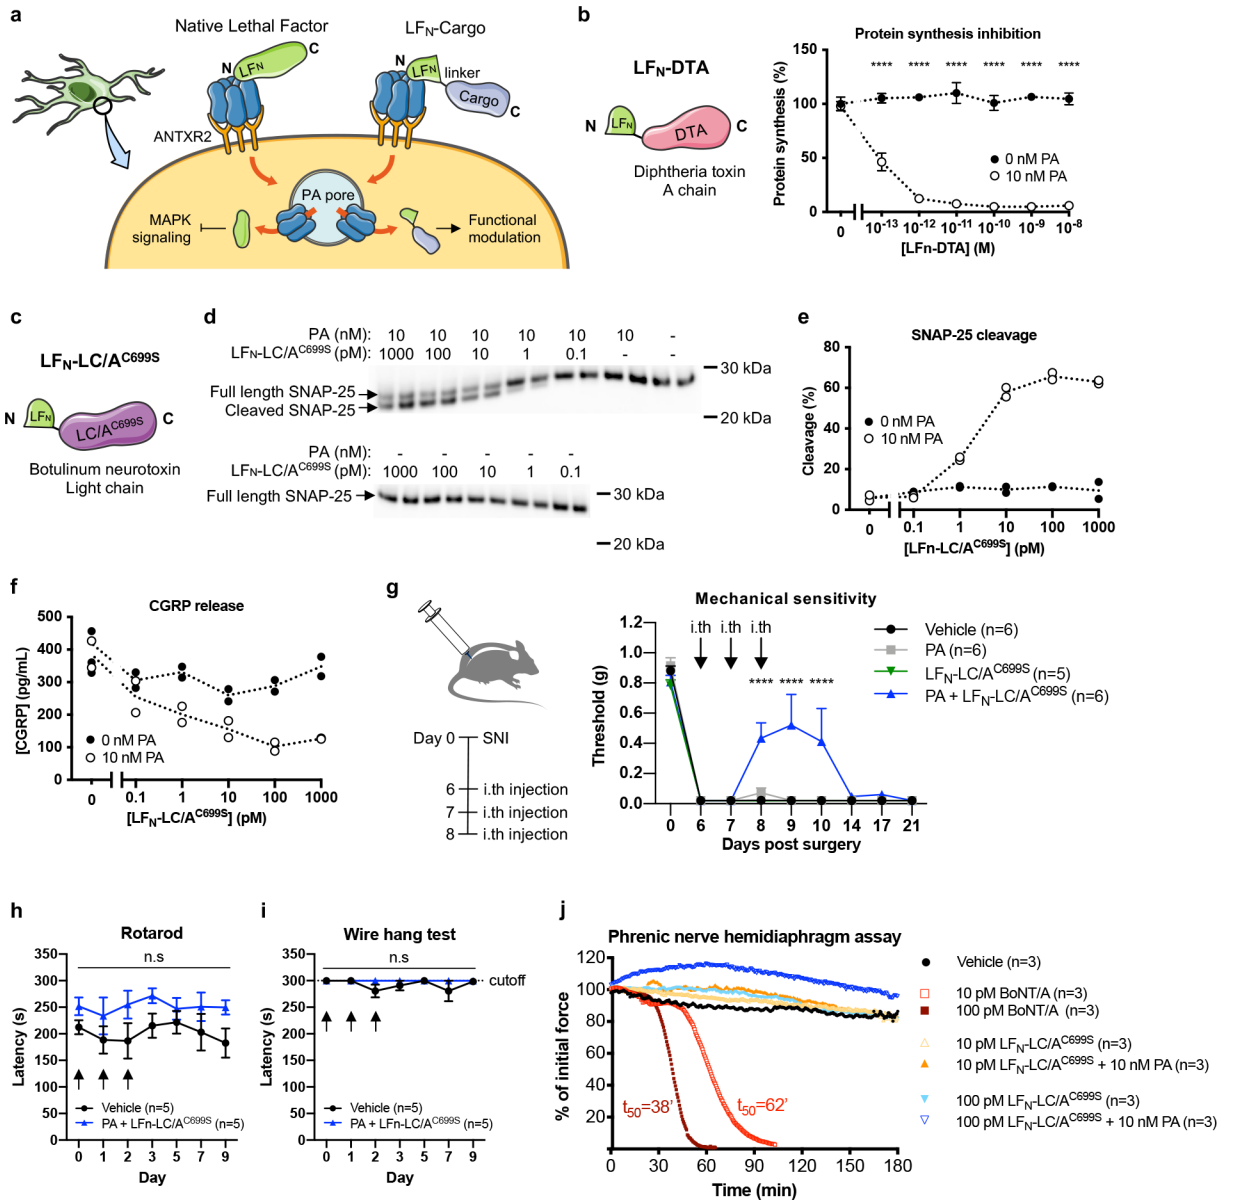 a
Native Lethal Factor
LFN-Cargo
N
LFN
C
N
LFN
linker
Cargo
C
ANTXR2
PA pore
MAPK
signaling
Functional
modulation
b
LFN-DTA
N
LFN
DTA
C
Diphtheria toxin
A chain
Protein synthesis inhibition
Protein synthesis (%)
150
100
50
0
**** **** **** **** **** ****
0 nM PA
10 nM PA
0 10-13 10-12 10-11 10-10 10-9 10-8
[LFn-DTA] (M)
c
LFN-LC/AC699S
N
LFN
LC/AC699S
C
Botulinum neurotoxin
Light chain
d
PA (nM): 10 10 10 10 10 10 -
LFN-LC/AC699S (pM): 1000 100 10 1 0.1 - -
30 kDa
Full length SNAP-25
Cleaved SNAP-25
20 kDa
PA (nM): - - - - -
LFN-LC/AC699S (pM): 1000 100 10 1 0.1
Full length SNAP-25
30 kDa
20 kDa
e
SNAP-25 cleavage
Cleavage (%)
80
60
40
20
0
0 nM PA
10 nM PA
0 0.1 1 10 100 1000
[LFn-LC/AC699S] (pM)
f
CGRP release
[CGRP] (pg/mL)
500
400
300
200
100
0
0 nM PA
10 nM PA
0 0.1 1 10 100 1000
[LFN-LC/AC699S] (pM)
g
Day 0 SNI
6 i.th injection
7 i.th injection
8 i.th injection
Mechanical sensitivity
Threshold (g)
1.2
1.0
0.8
0.6
0.4
0.2
0.0
i.th i.th i.th
**** **** ****
0 6 7 8 9 10 14 17 21
Days post surgery
Vehicle (n=6)
PA (n=6)
LFN-LC/AC699S (n=5)
PA + LFN-LC/AC699S (n=6)
h
Rotarod
n.s
Latency (s)
350
300
250
200
150
100
50
0
Vehicle (n=5)
PA + LFn-LC/AC699S (n=5)
0 1 2 3 5 7 9
Day
i
Wire hang test
n.s
cutoff
Latency (s)
350
300
250
200
150
100
50
0
Vehicle (n=5)
PA + LFn-LC/AC699S (n=5)
0 1 2 3 5 7 9
Day
j
Phrenic nerve hemidiaphragm assay
% of initial force
120
100
80
60
40
20
t50=38'
t50=62'
0 30 60 90 120 150 180
Time (min)
Vehicle (n=3)
10 pM BoNT/A (n=3)
100 pM BoNT/A (n=3)
10 pM LFN-LC/AC699S (n=3)
10 pM LFN-LC/AC699S + 10 nM PA (n=3)
100 pM LFN-LC/AC699S (n=3)
100 pM LFN-LC/AC699S + 10 nM PA (n=3)